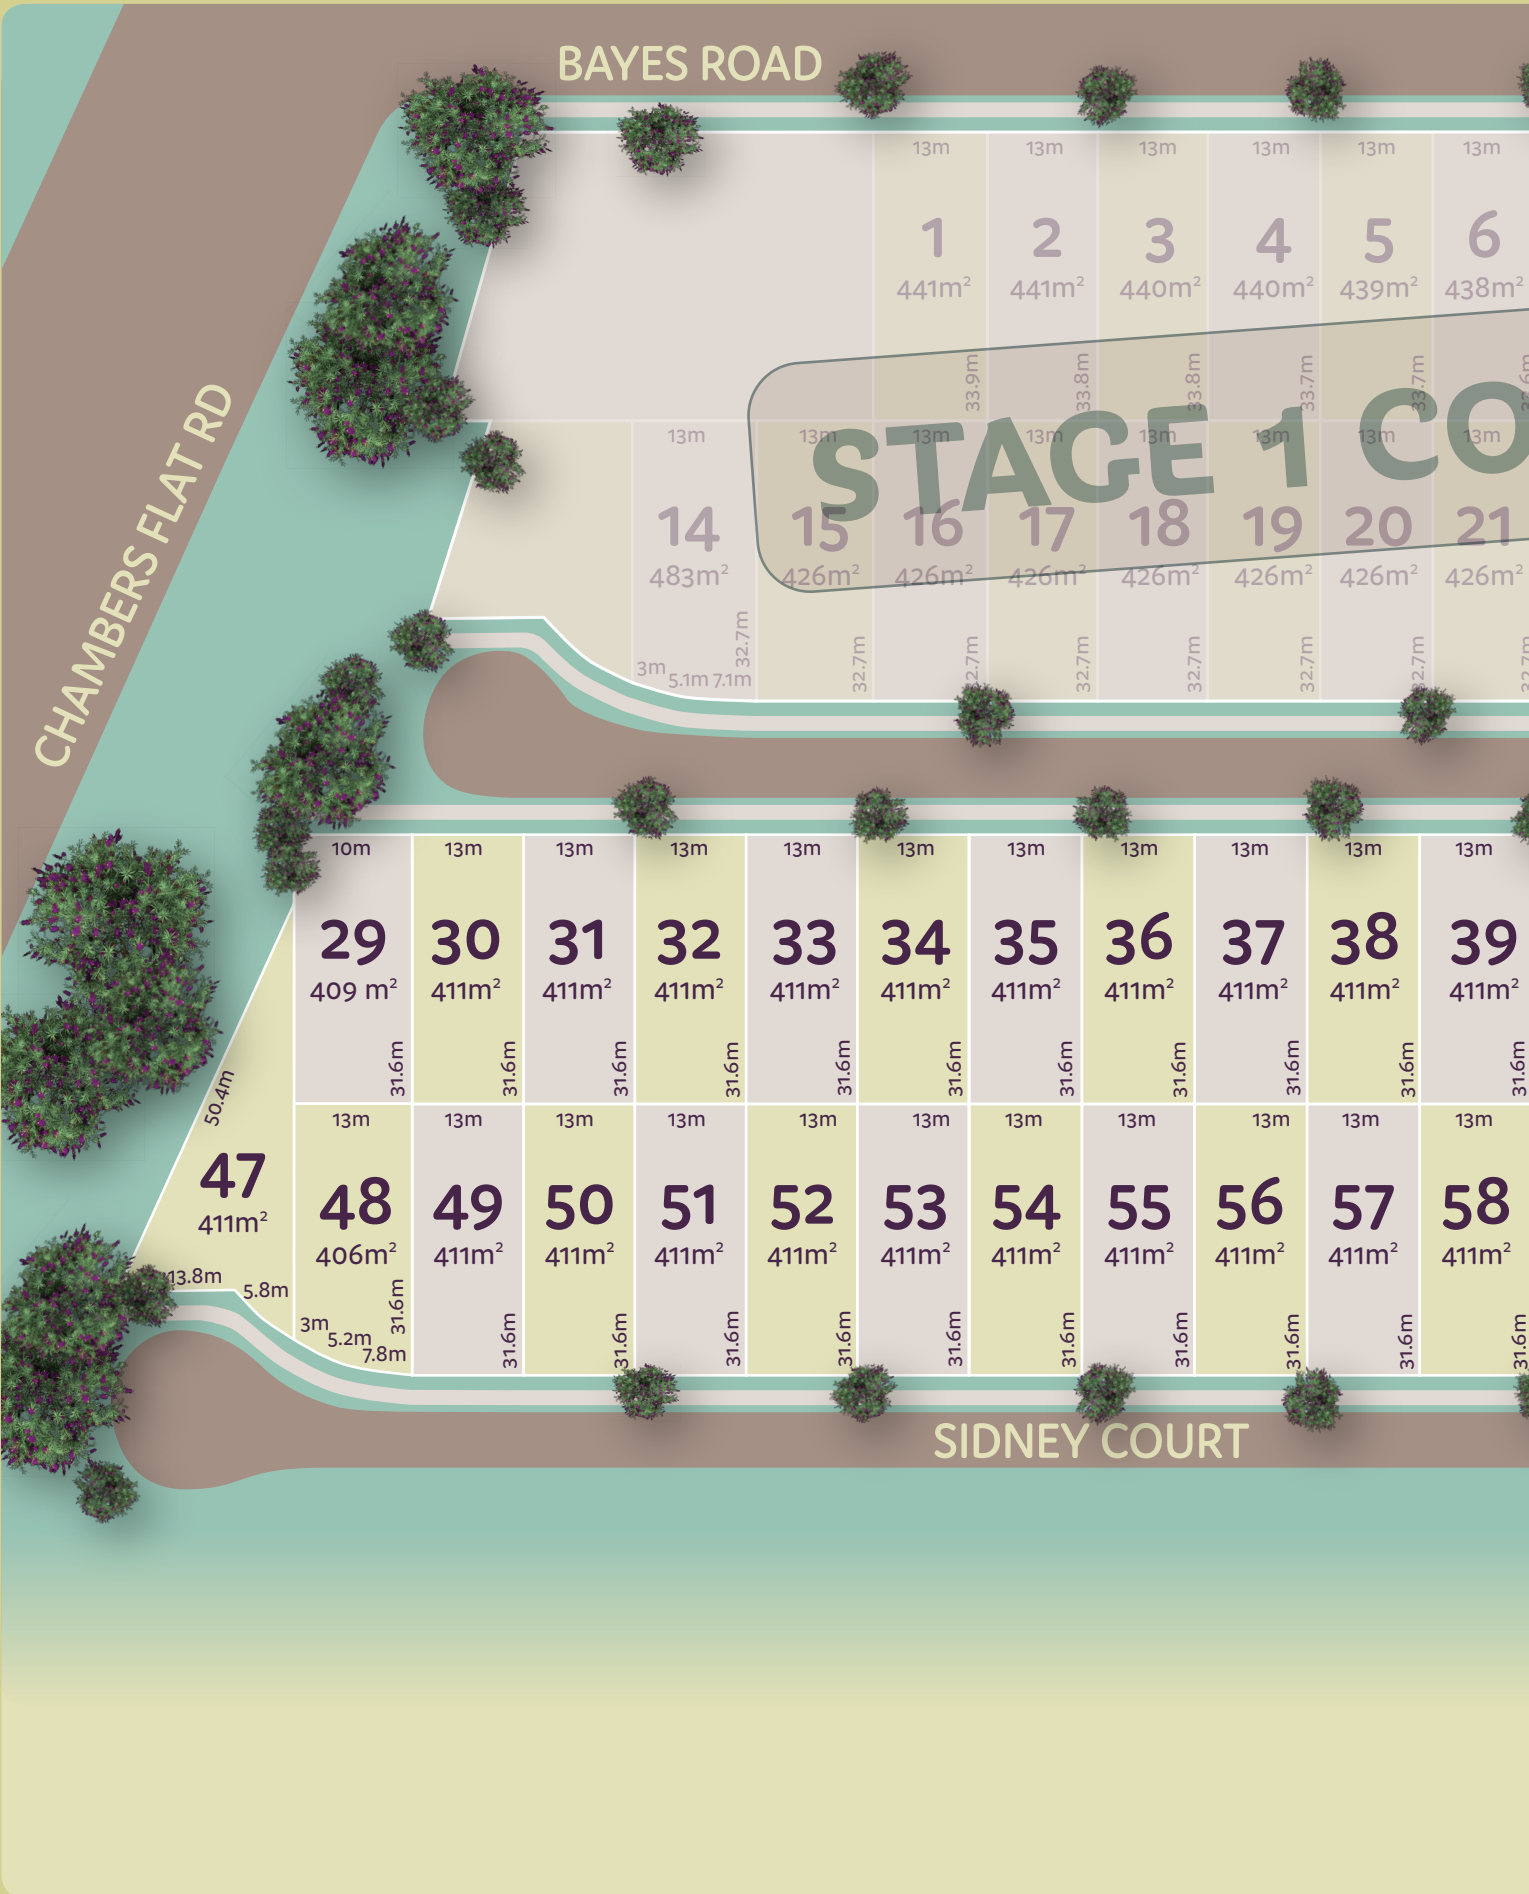 BAYES ROAD
CHAMBERS FLAT RD
13m 13m 13m 13m 13m 13m
1 2 3 4 5 6
441m² 441m² 440m² 440m² 439m² 438m²
33.9m 33.8m 33.8m 33.7m 33.7m
STAGE 1 CO
13m 13m 13m 13m 13m 13m 13m 13m
14 15 16 17 18 19 20 21
483m² 426m² 426m² 426m² 426m² 426m² 426m² 426m²
32.7m 32.7m 32.7m 32.7m 32.7m 32.7m 32.7m 32.7m
3m 5.1m 7.1m
10m 13m 13m 13m 13m 13m 13m 13m 13m 13m 13m
29 30 31 32 33 34 35 36 37 38 39
409 m² 411m² 411m² 411m² 411m² 411m² 411m² 411m² 411m² 411m² 411m²
31.6m 31.6m 31.6m 31.6m 31.6m 31.6m 31.6m 31.6m 31.6m 31.6m 31.6m
50.4m
13m 13m 13m 13m 13m 13m 13m 13m 13m 13m 13m
47 48 49 50 51 52 53 54 55 56 57 58
411m² 406m² 411m² 411m² 411m² 411m² 411m² 411m² 411m² 411m² 411m² 411m²
13.8m 5.8m
3m 5.2m 7.8m
31.6m 31.6m 31.6m 31.6m 31.6m 31.6m 31.6m 31.6m 31.6m 31.6m 31.6m
SIDNEY COURT